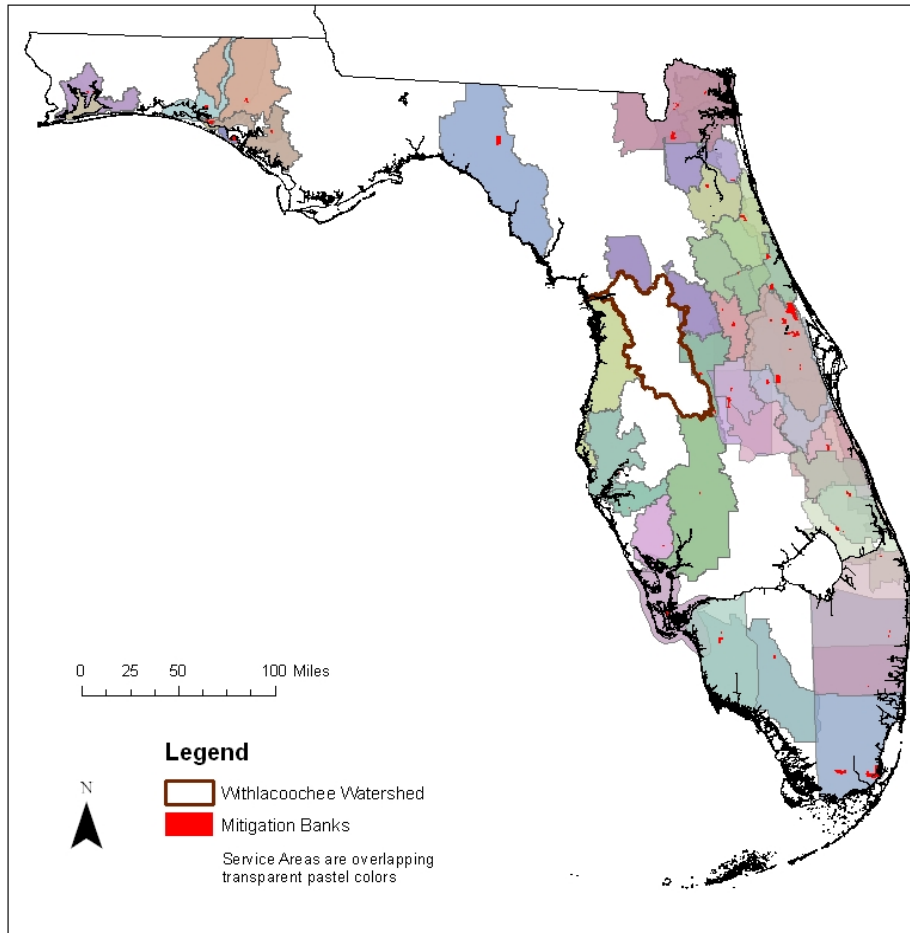 0 25 50 100 Miles
Legend
N
Withlacoochee Watershed
Mitigation Banks
Service Areas are overlapping
transparent pastel colors